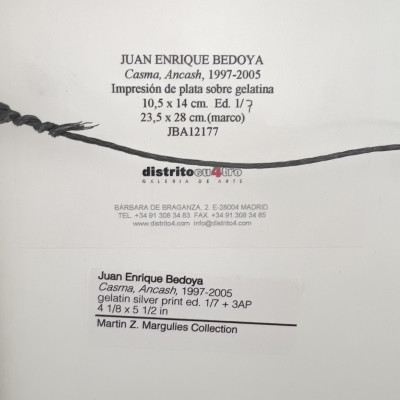 JUAN ENRIQUE BEDOYA
Casma, Ancash, 1997-2005
Impresión de plata sobre gelatina
10,5 x 14 cm. Ed. 1/7
23,5 x 28 cm.(marco)
JBA12177
distritocu4tro
GALERIA DE ARTE
BÁRBARA DE BRAGANZA, 2. E-28004 MADRID
TEL. +34 91 308 34 83 FAX. +34 91 308 34 85
www.distrito4.com info@distrito4.com
Juan Enrique Bedoya
Casma, Ancash, 1997-2005
gelatin silver print ed. 1/7 + 3AP
4 1/8 x 5 1/2 in
Martin Z. Margulies Collection